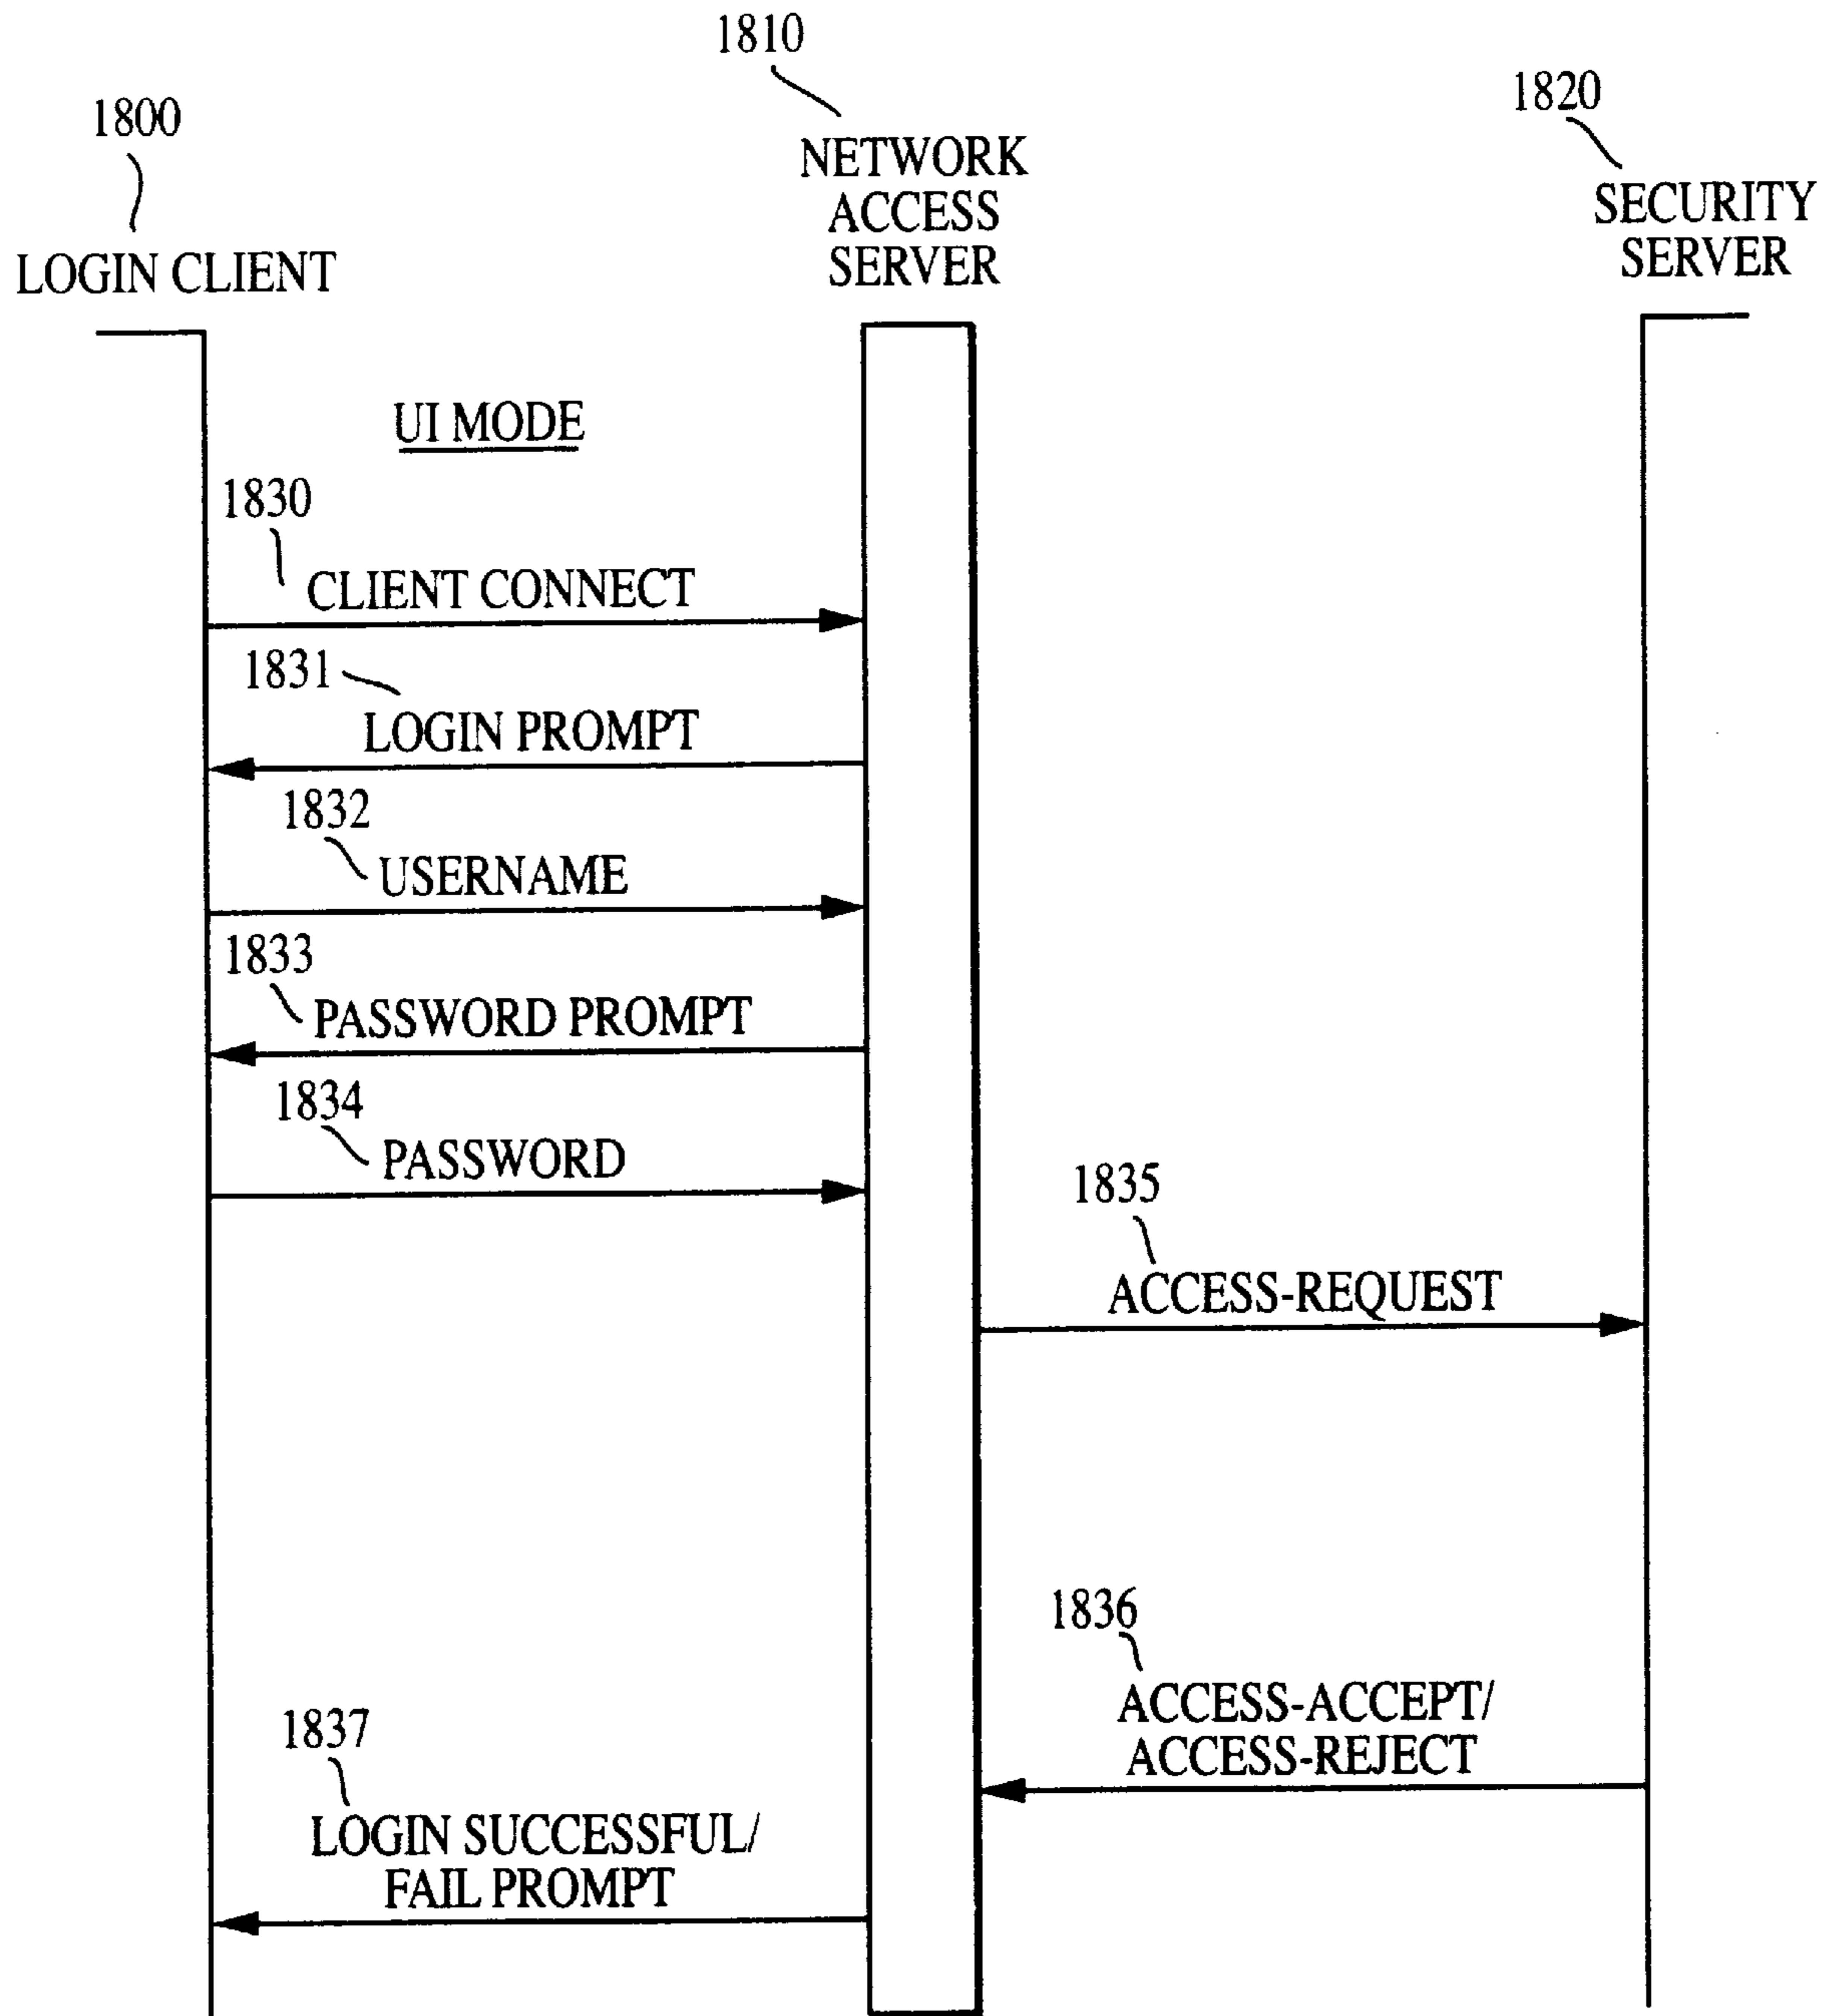 1810
1800
1820
NETWORK
ACCESS
SERVER
SECURITY
SERVER
LOGIN CLIENT
UI MODE
1830
CLIENT CONNECT
1831
LOGIN PROMPT
1832
USERNAME
1833
PASSWORD PROMPT
1834
PASSWORD
1835
ACCESS-REQUEST
1836
ACCESS-ACCEPT/
ACCESS-REJECT
1837
LOGIN SUCCESSFUL/
FAIL PROMPT